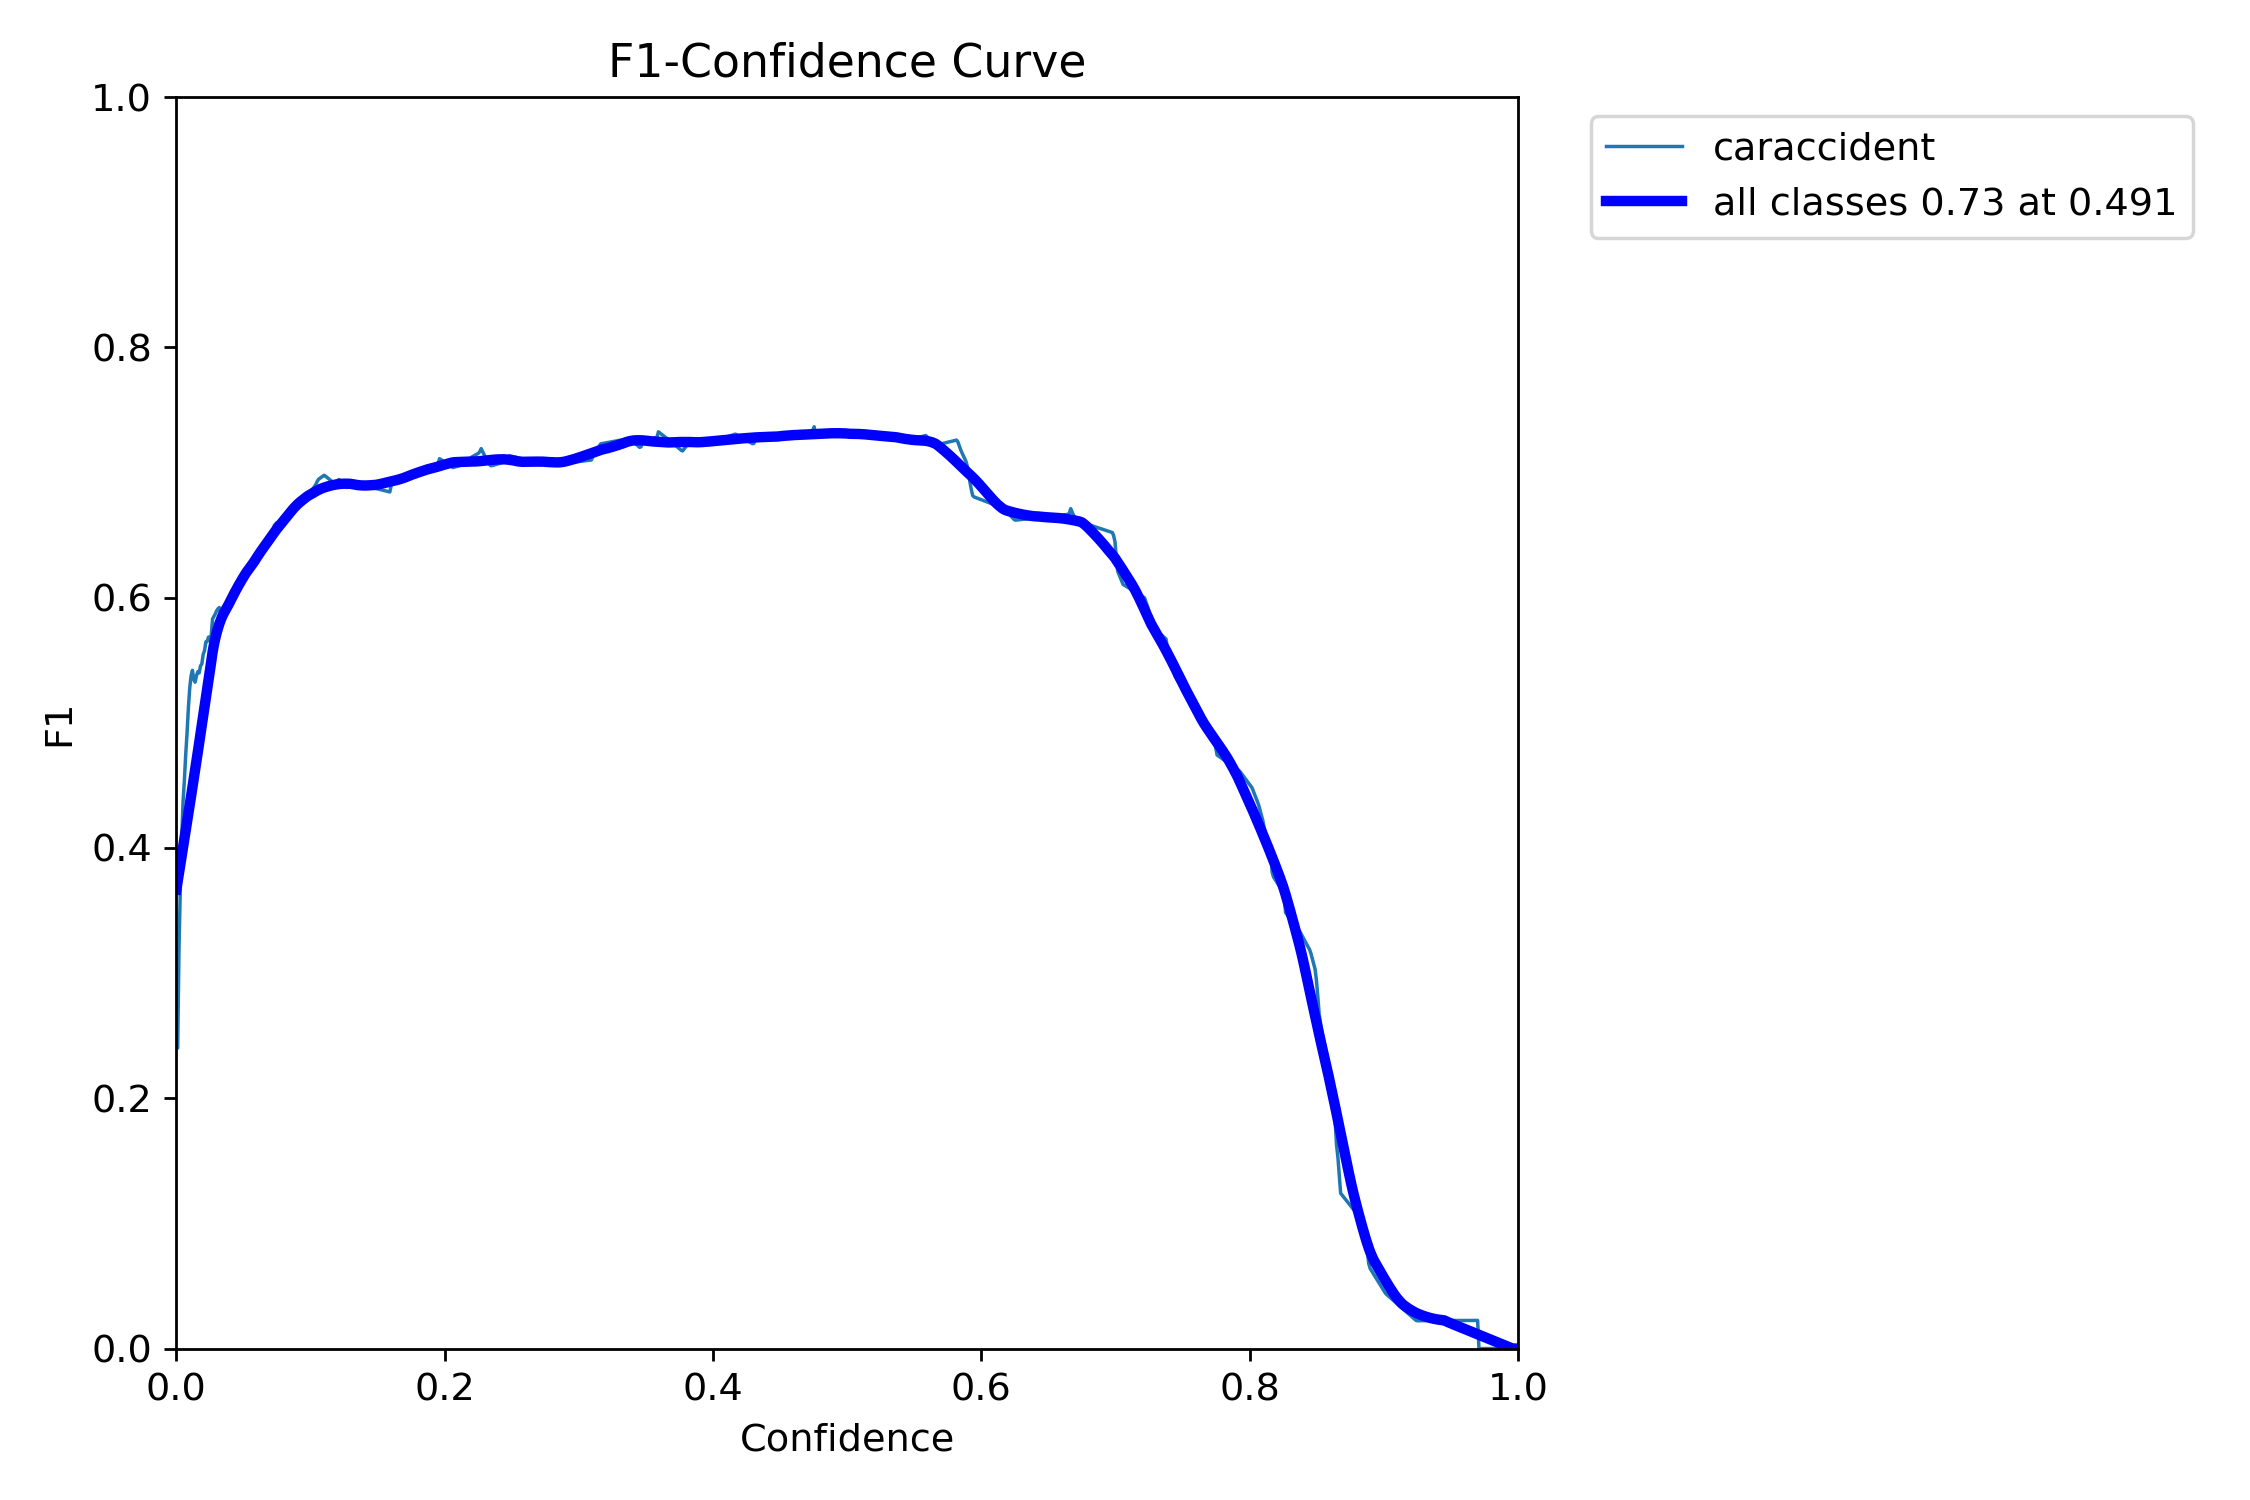 F1-Confidence Curve
caraccident
all classes 0.73 at 0.491
1.0
0.8
0.6
0.4
0.2
0.0
F1
0.0 0.2 0.4 0.6 0.8 1.0
Confidence